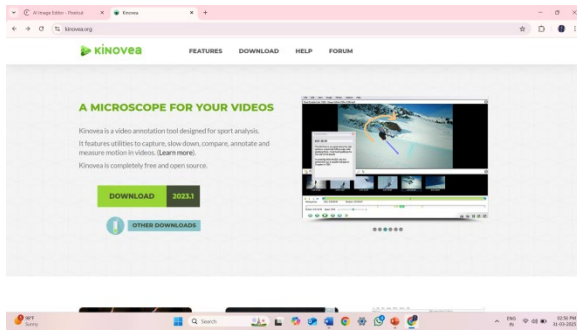 AI Image Editor - Pixelcut
Kinovea
kinovea.org
KINOVEA
FEATURES
DOWNLOAD
HELP
FORUM
A MICROSCOPE FOR YOUR VIDEOS
Kinovea is a video annotation tool designed for sport analysis.
It features utilities to capture, slow down, compare, annotate and
measure motion in videos. (Learn more).
Kinovea is completely free and open source.
DOWNLOAD 2023.1
OTHER DOWNLOADS
Sunny
Search
ENG
IN
02:56 PM
31-03-2025